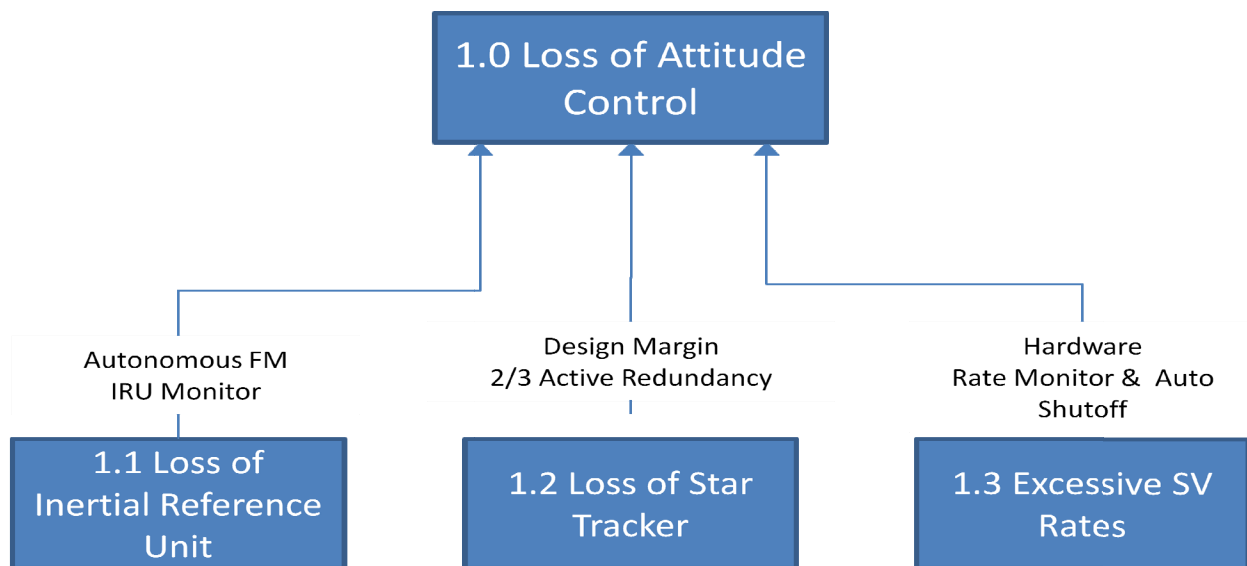 1.0 Loss of Attitude
Control
Autonomous FM
IRU Monitor
Design Margin
2/3 Active Redundancy
Hardware
Rate Monitor & Auto
Shutoff
1.1 Loss of
Inertial Reference
Unit
1.2 Loss of Star
Tracker
1.3 Excessive SV
Rates